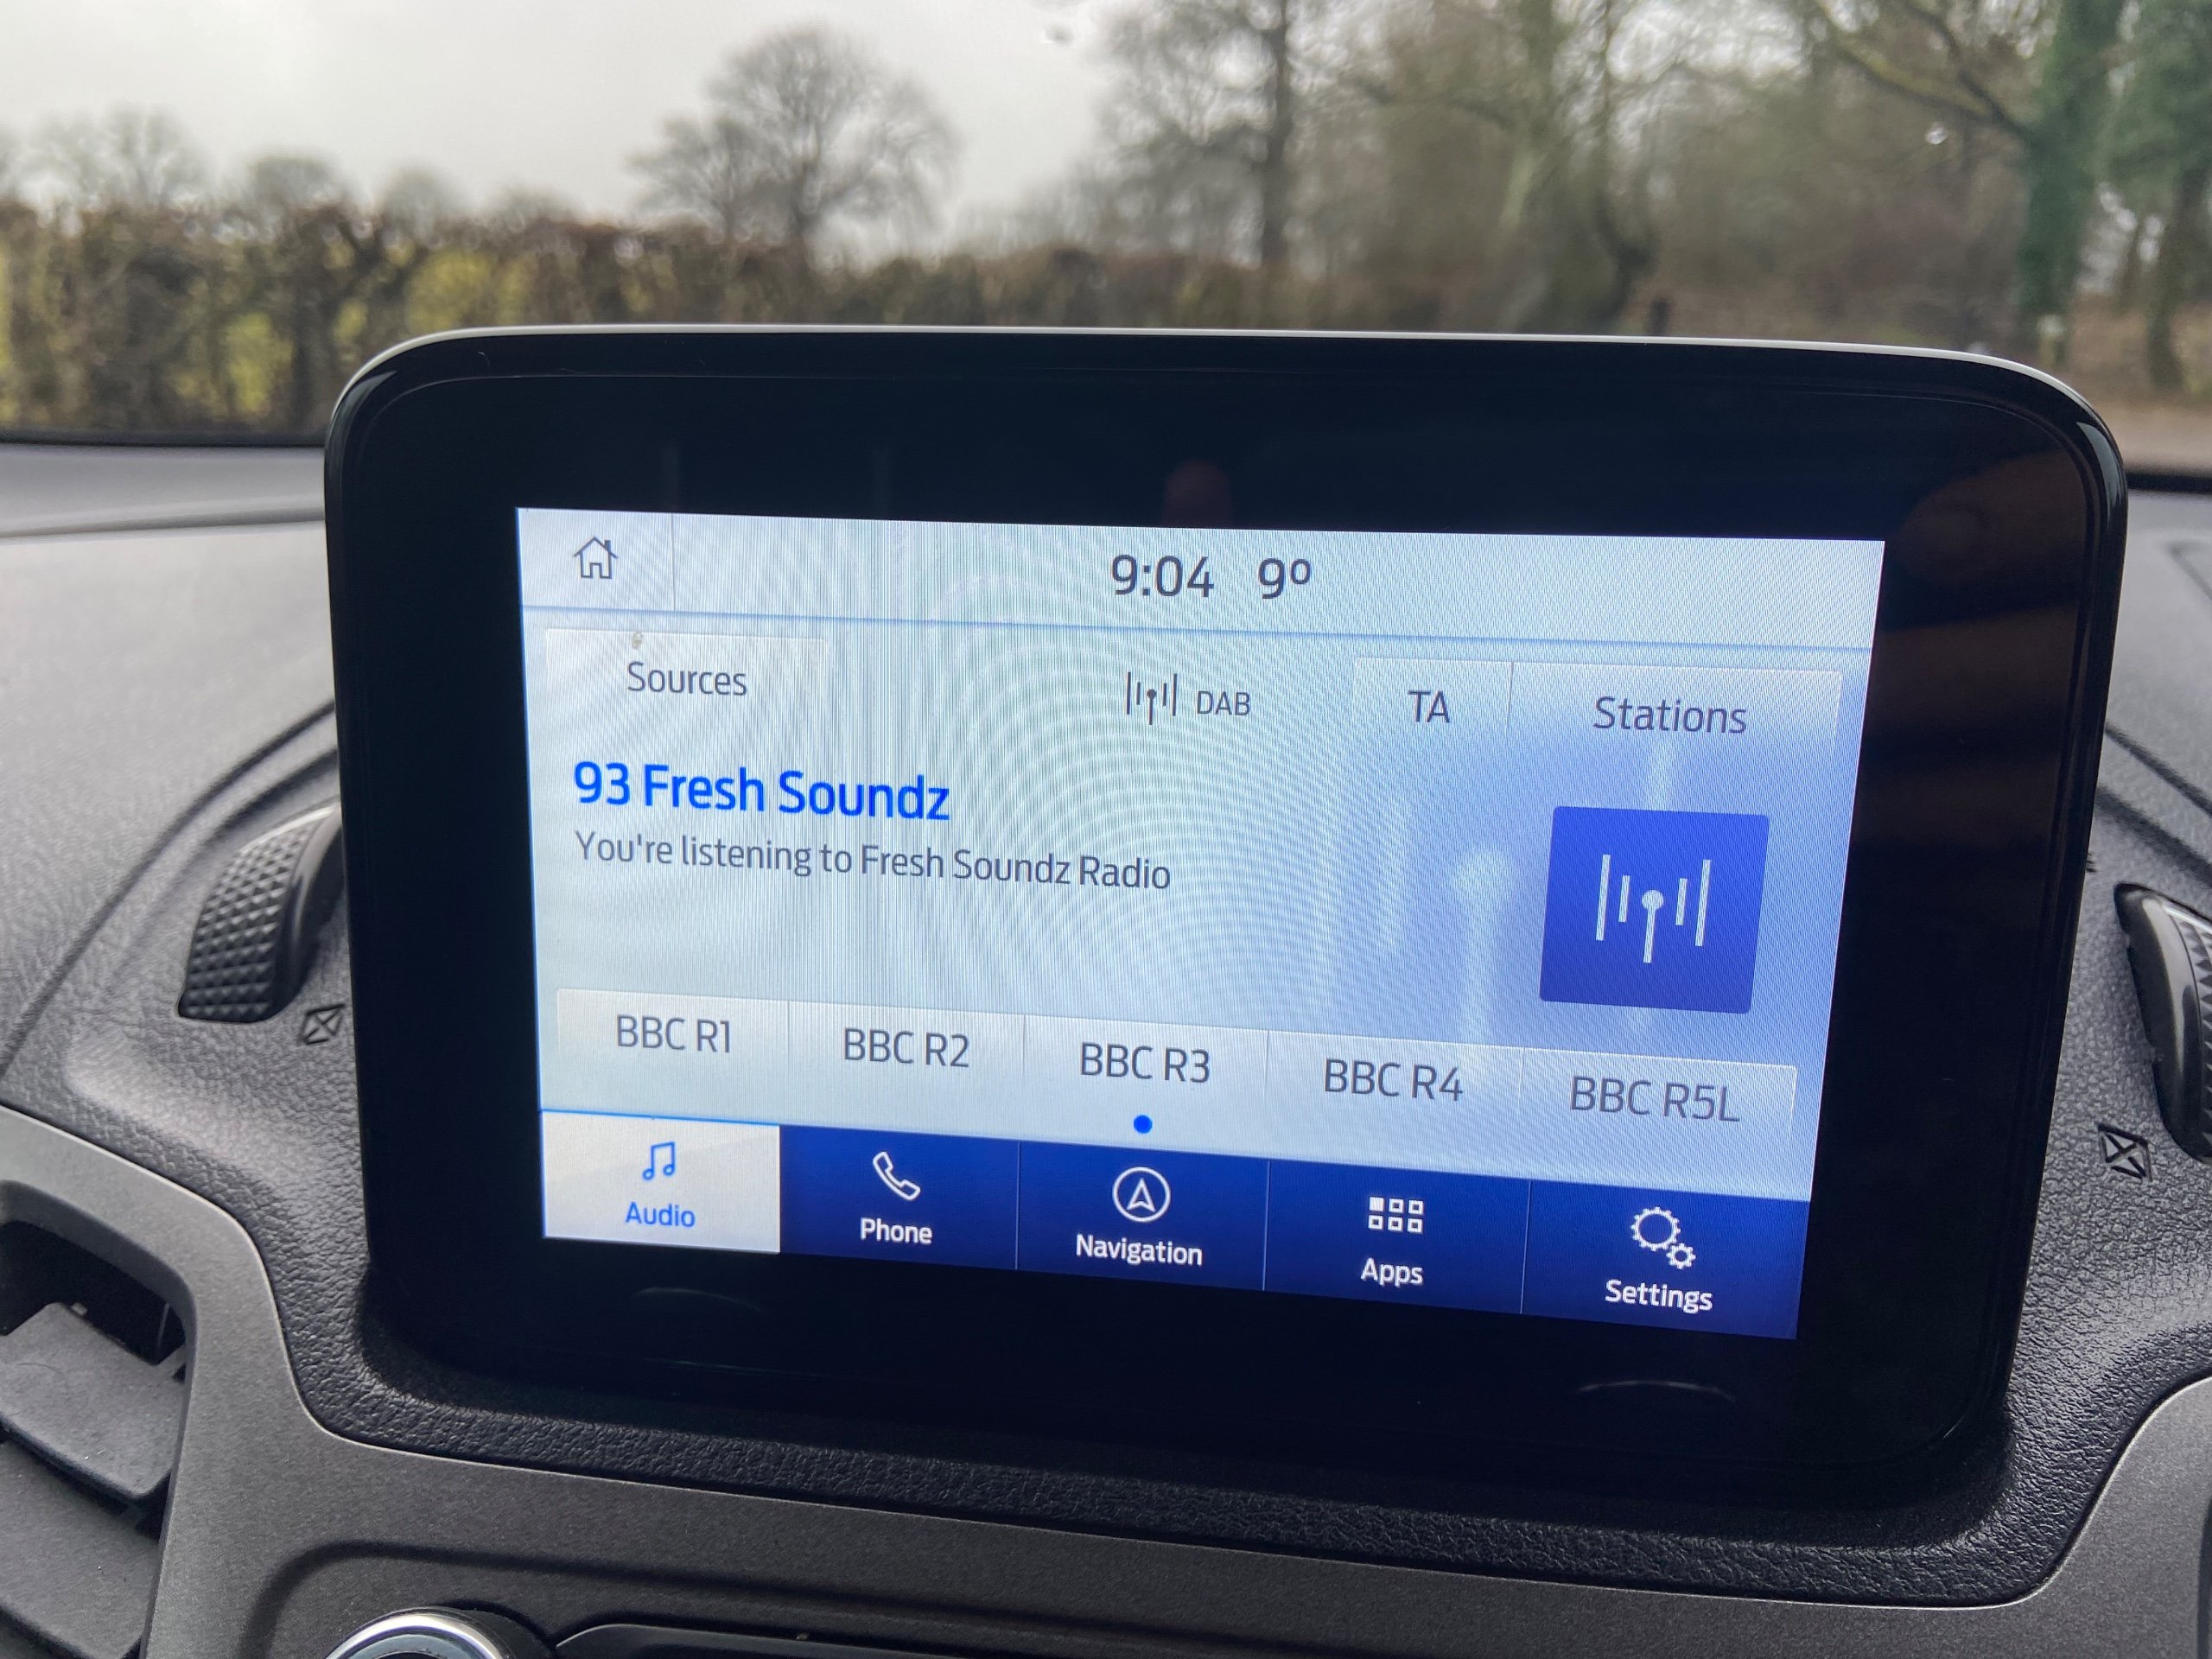 9:04 9º
Sources DAB TA Stations
93 Fresh Soundz
You're listening to Fresh Soundz Radio
BBC R1 BBC R2 BBC R3 BBC R4 BBC R5L
Audio Phone Navigation Apps Settings